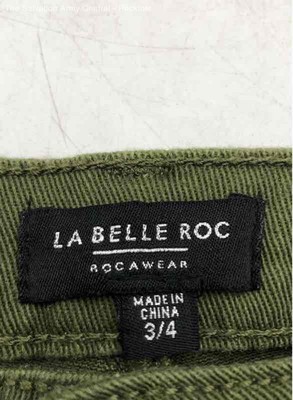 LA BELLE ROC
ROCAWEAR
MADE IN
CHINA
3/4